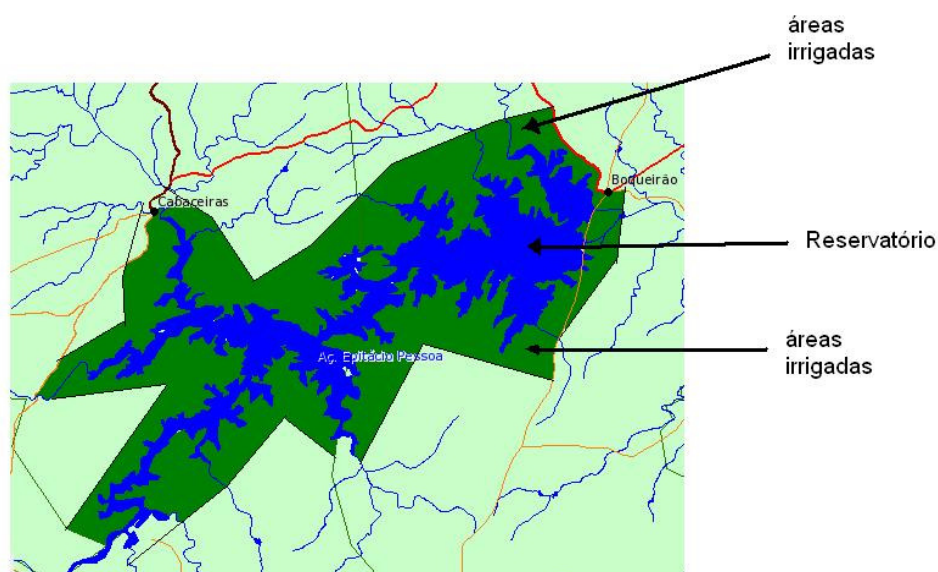 áreas
irrigadas
Boqueirão
Cabaceiras
Reservatório
Aç. Epitácio Pessoa
áreas
irrigadas